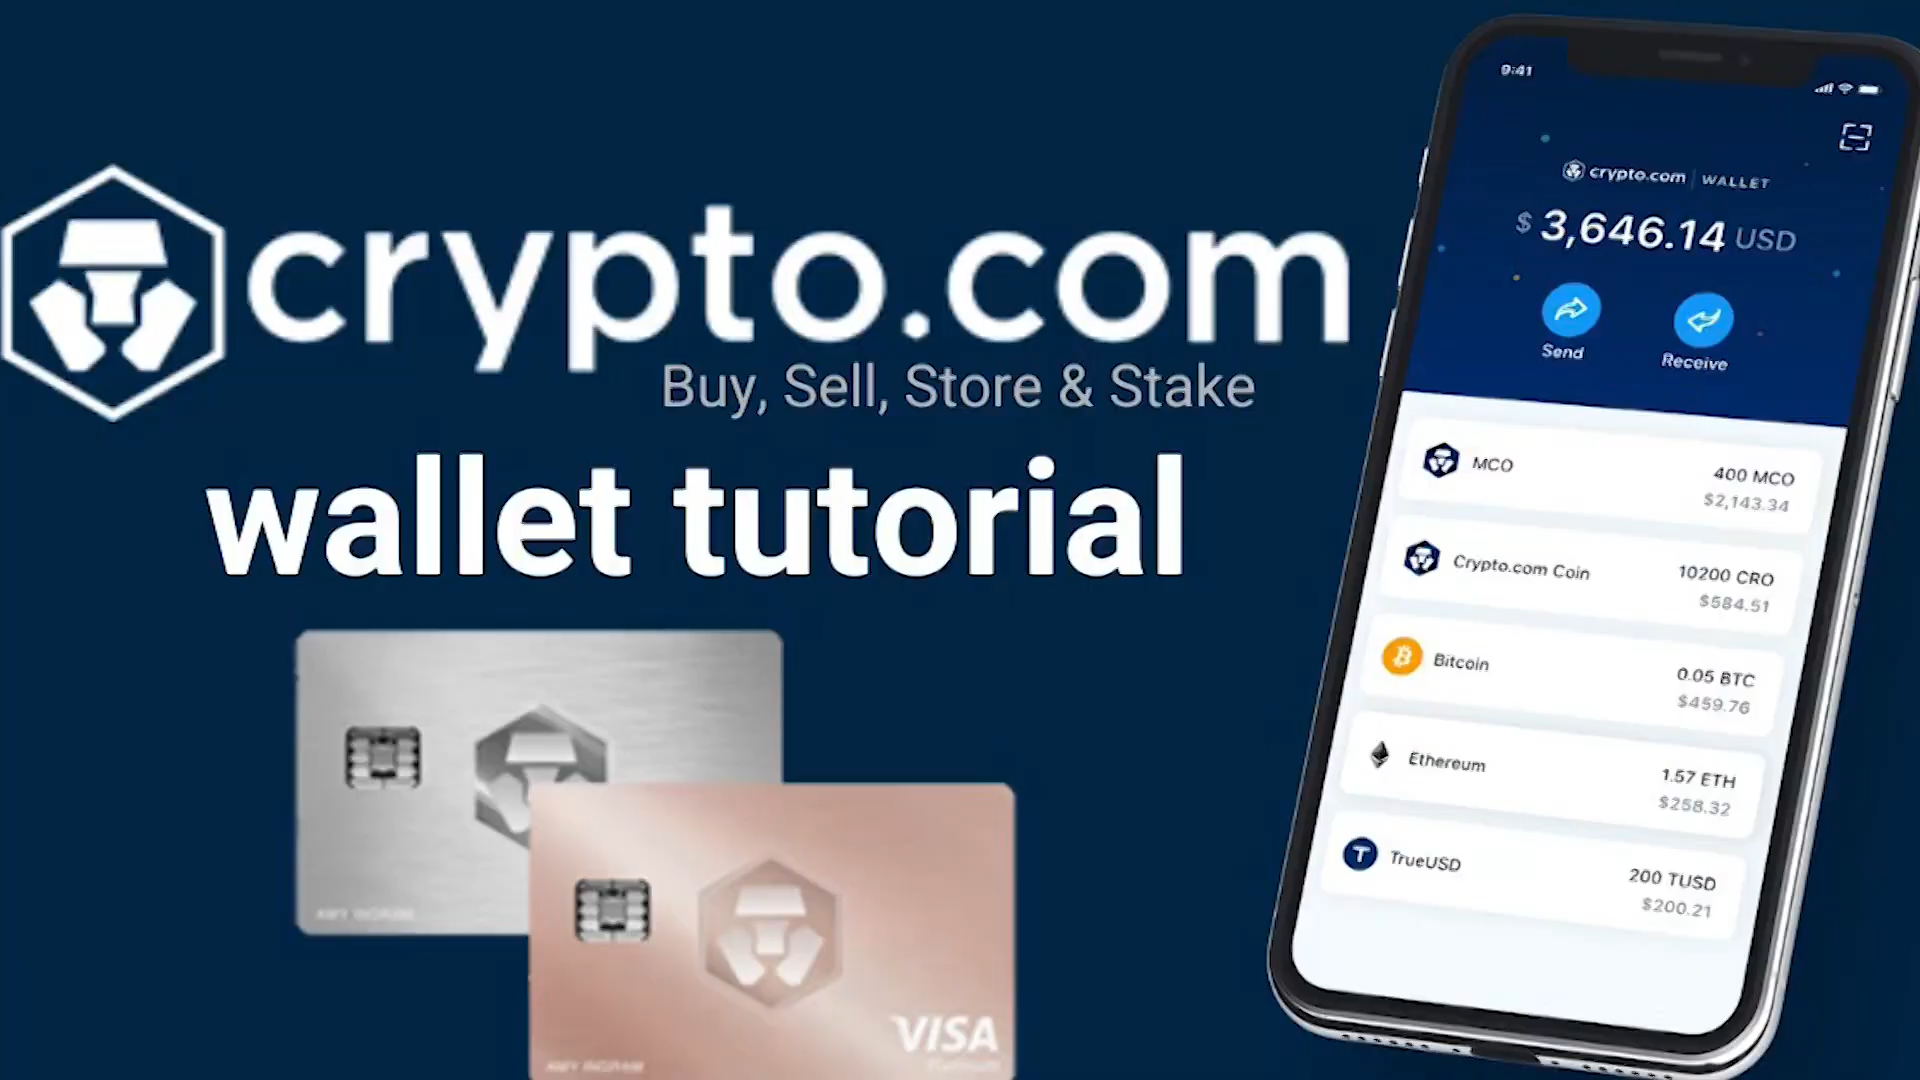 crypto.com
Buy, Sell, Store & Stake
wallet tutorial
VISA
Platinum
9:41
crypto.com | WALLET
$ 3,646.14 USD
Send
Receive
MCO
400 MCO
$2,143.34
Crypto.com Coin
10200 CRO
$584.51
Bitcoin
0.05 BTC
$459.76
Ethereum
1.57 ETH
$258.32
TrueUSD
200 TUSD
$200.21